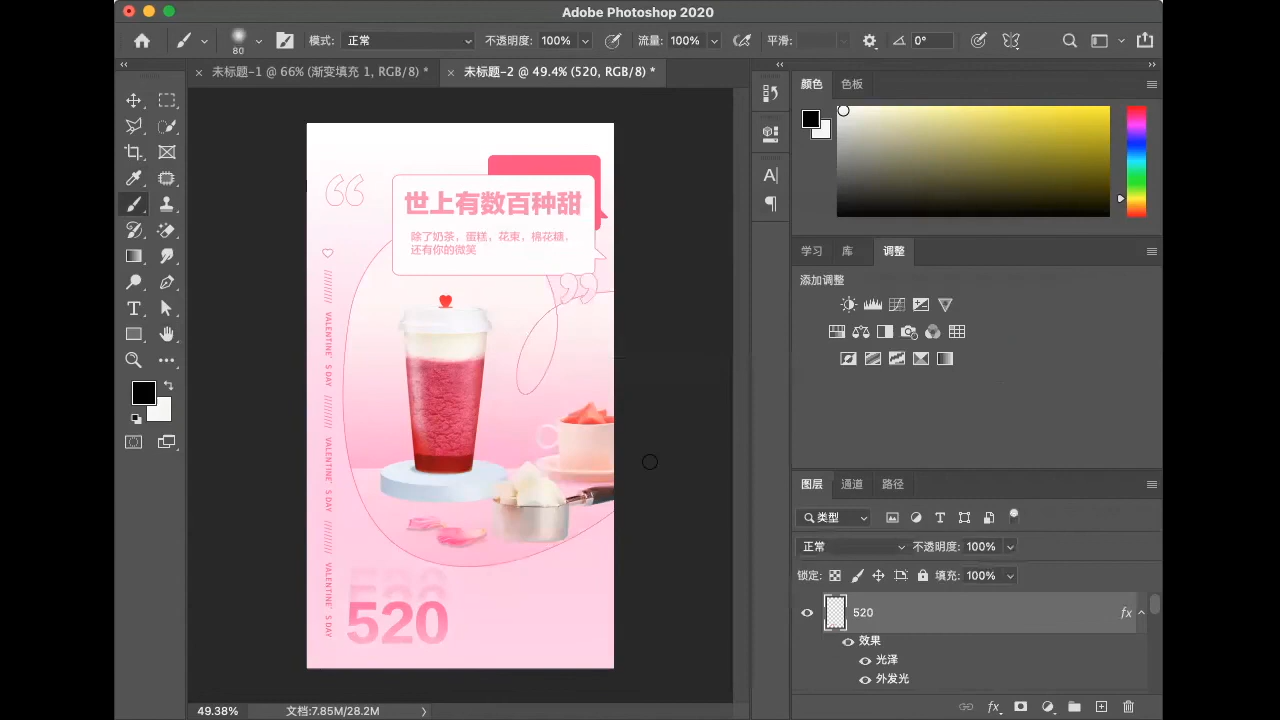 Adobe Photoshop 2020
80
模式: 正常
不透明度: 100%
流量: 100%
平滑:
0°
未标题-1 @ 66% (渐变填充 1, RGB/8) *
未标题-2 @ 49.4% (520, RGB/8) *
颜色
色板
世上有数百种甜
除了奶茶，蛋糕，花束，棉花糖，
还有你的微笑
VALENTINE' S DAY
VALENTINE' S DAY
VALENTINE' S DAY
520
520
学习
库
调整
添加调整
图层
通道
路径
类型
正常
不透明度: 100%
锁定:
填充: 100%
520
fx
效果
光泽
外发光
49.38%
文档:7.85M/28.2M
fx